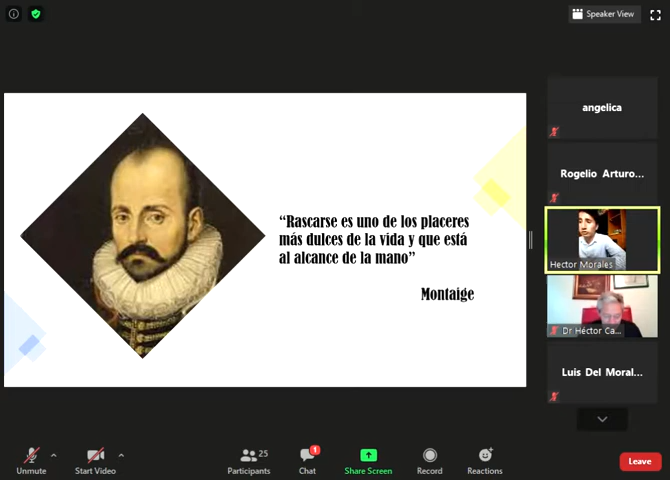 Speaker View
angelica
Rogelio Arturo...
“Rascarse es uno de los placeres
más dulces de la vida y que está
al alcance de la mano”
Montaige
Hector Morales
Dr Héctor Ca...
Luis Del Moral...
Unmute
Start Video
25
Participants
1
Chat
Share Screen
Record
Reactions
Leave